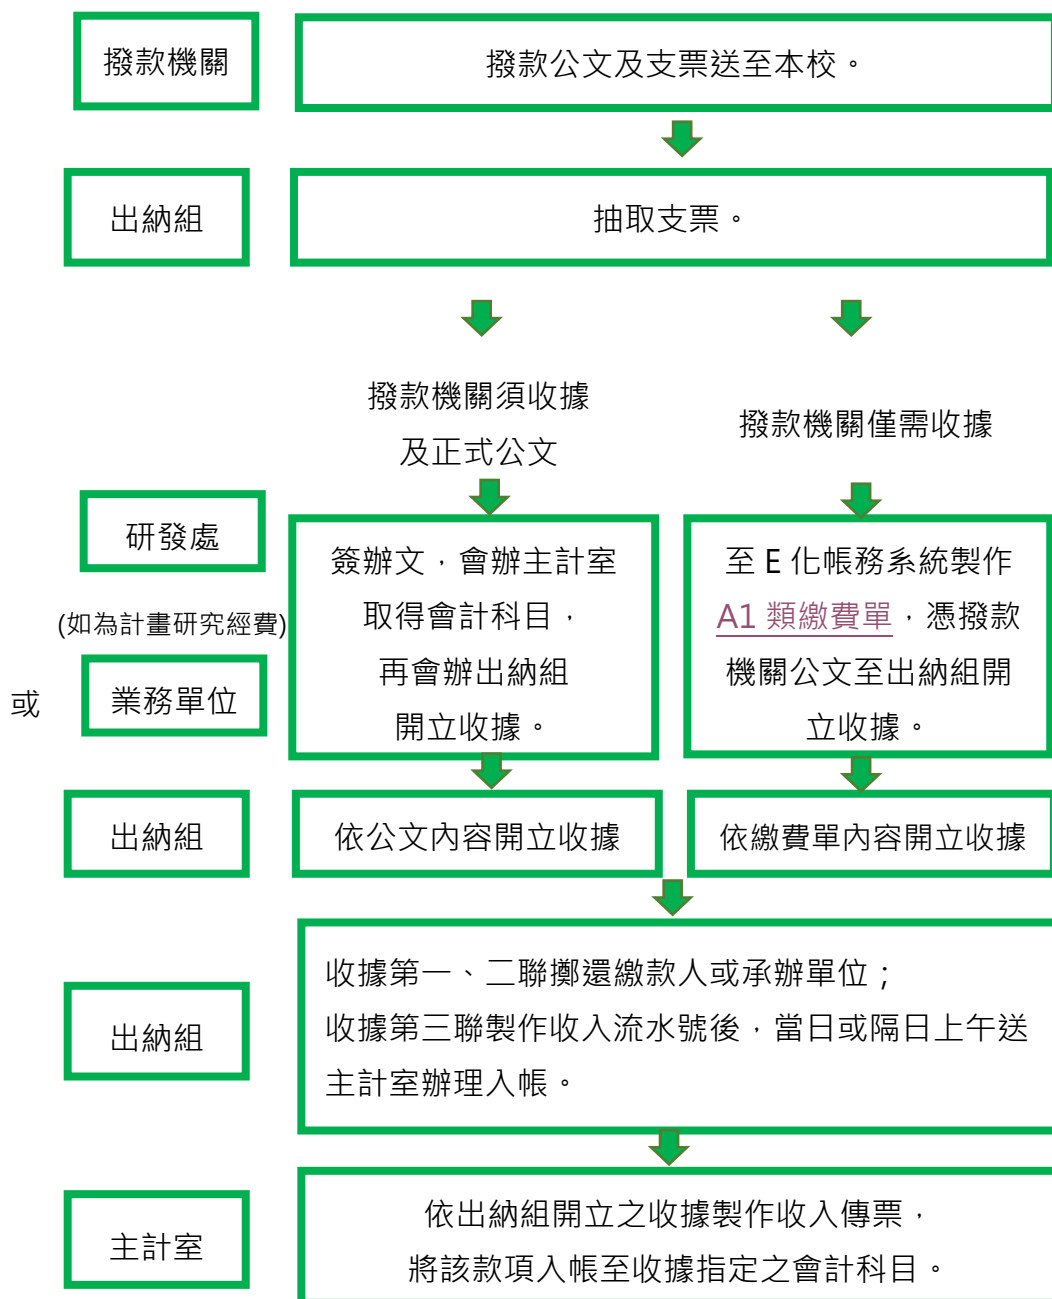 撥款機關
撥款公文及支票送至本校。
出納組
抽取支票。
撥款機關須收據
及正式公文
撥款機關僅需收據
研發處
(如為計畫研究經費)
或
業務單位
簽辦文，會辦主計室
取得會計科目，
再會辦出納組
開立收據。
至 E 化帳務系統製作
A1 類繳費單，憑撥款
機關公文至出納組開
立收據。
出納組
依公文內容開立收據
依繳費單內容開立收據
出納組
收據第一、二聯擲還繳款人或承辦單位；
收據第三聯製作收入流水號後，當日或隔日上午送
主計室辦理入帳。
主計室
依出納組開立之收據製作收入傳票，
將該款項入帳至收據指定之會計科目。